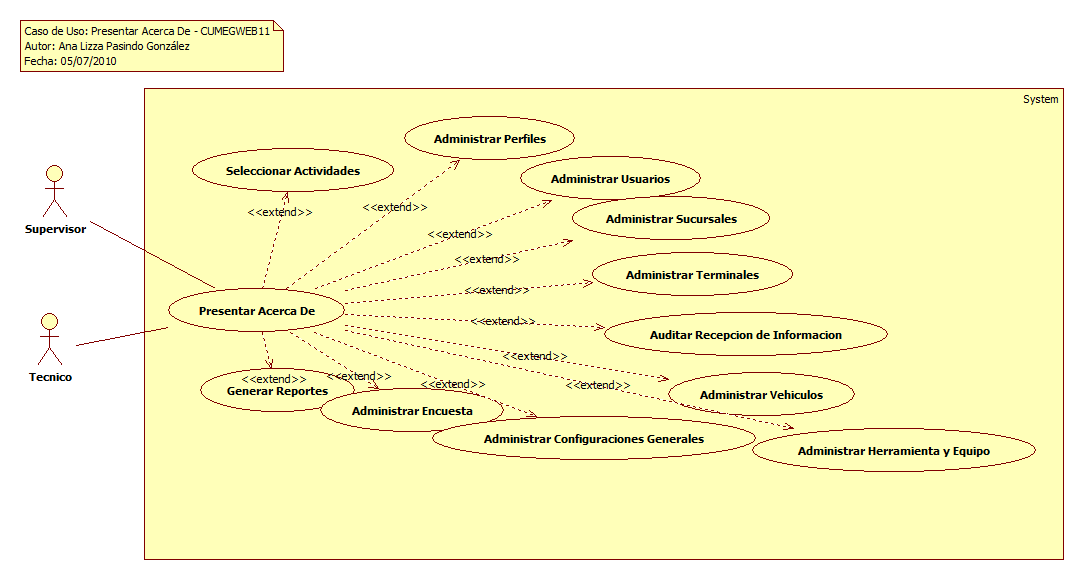 Caso de Uso: Presentar Acerca De - CUMEGWEB11
Autor: Ana Lizza Pasindo González
Fecha: 05/07/2010
System
Administrar Perfiles
Seleccionar Actividades
Administrar Usuarios
<<extend>>
<<extend>>
Administrar Sucursales
Supervisor
<<extend>>
<<extend>>
Administrar Terminales
<<extend>>
Presentar Acerca De
<<extend>>
Auditar Recepcion de Informacion
<<extend>>
Tecnico
<<extend>>
<<extend>>
<<extend>>
<<extend>>
Generar Reportes
Administrar Vehiculos
Administrar Encuesta
Administrar Configuraciones Generales
Administrar Herramienta y Equipo